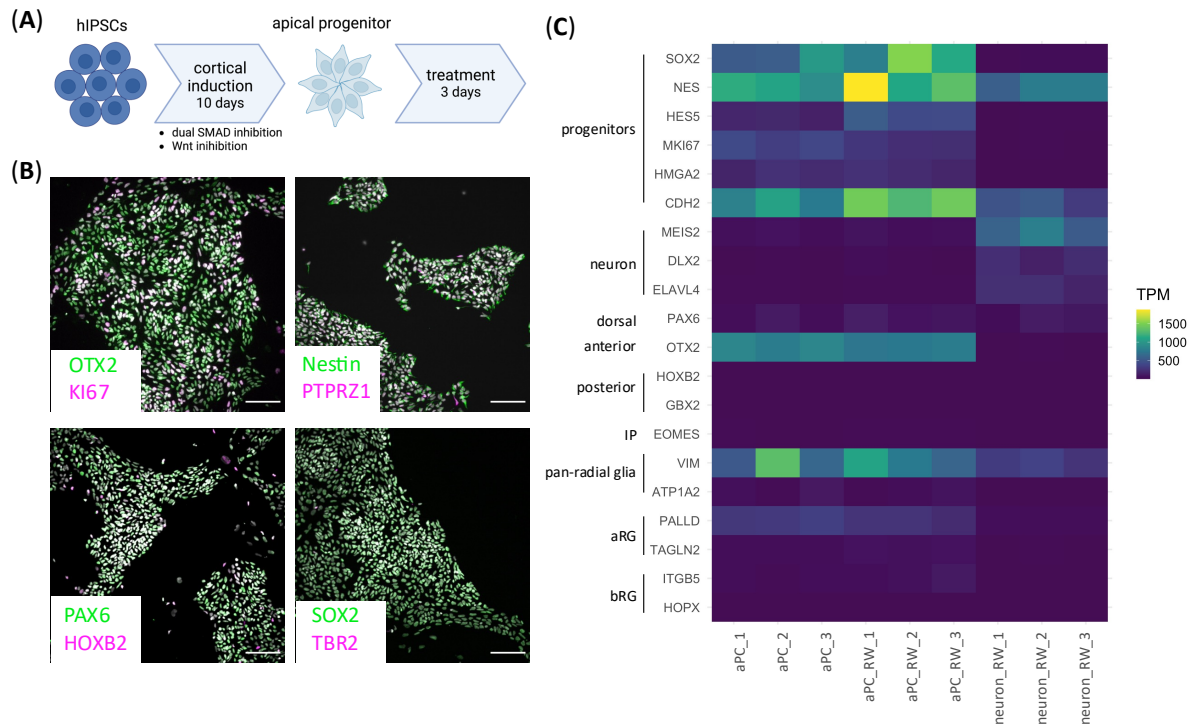 (A)
hIPSCs
apical progenitor
cortical
induction
10 days
treatment
3 days
• dual SMAD inhibition
• Wnt inihibition
(B)
OTX2
KI67
Nestin
PTPRZ1
PAX6
HOXB2
SOX2
TBR2
(C)
progenitors
neuron
dorsal
anterior
posterior
IP
pan-radial glia
aRG
bRG
SOX2
NES
HES5
MKI67
HMGA2
CDH2
MEIS2
DLX2
ELAVL4
PAX6
OTX2
HOXB2
GBX2
EOMES
VIM
ATP1A2
PALLD
TAGLN2
ITGB5
HOPX
aPC_1
aPC_2
aPC_3
aPC_RW_1
aPC_RW_2
aPC_RW_3
neuron_RW_1
neuron_RW_2
neuron_RW_3
TPM
1500
1000
500